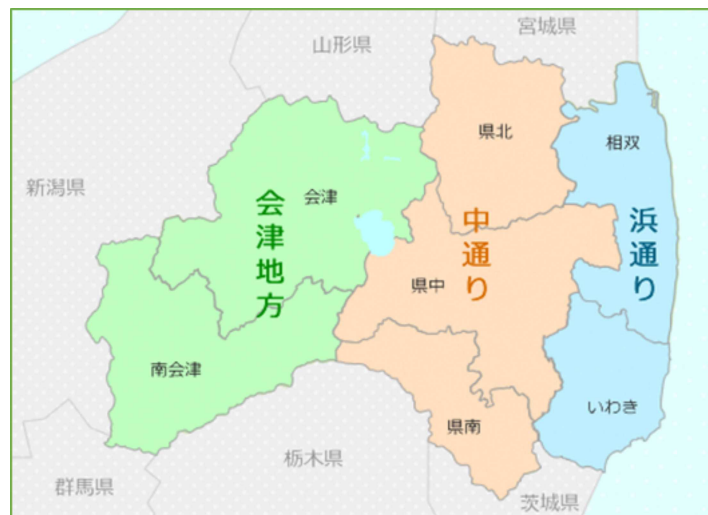 宮城県
山形県
県北
相双
新潟県
会津
会津地方
中通り
浜通り
県中
南会津
いわき
県南
栃木県
群馬県
茨城県